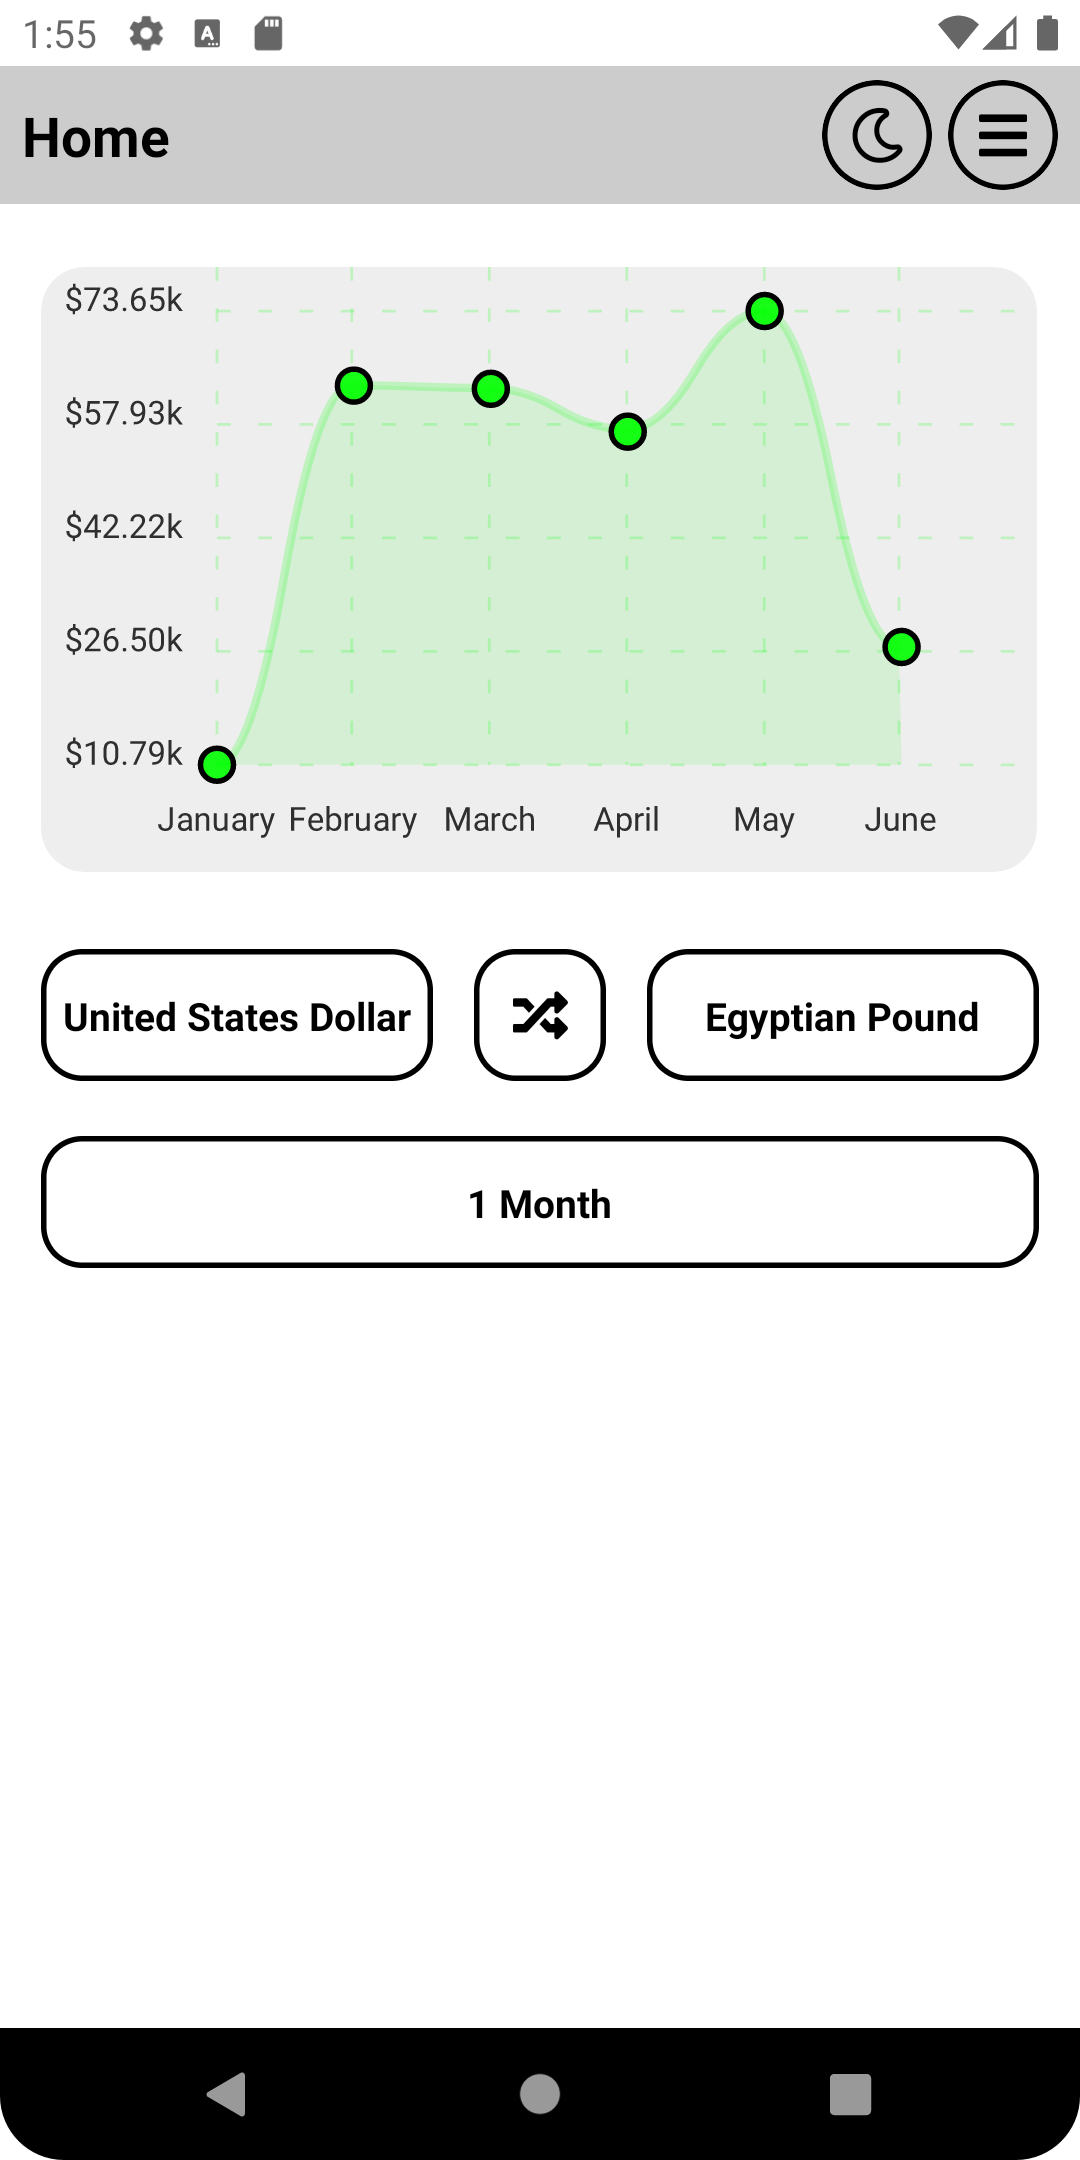 1:55
Home
$73.65k
$57.93k
$42.22k
$26.50k
$10.79k
January February March April May June
United States Dollar Egyptian Pound
1 Month